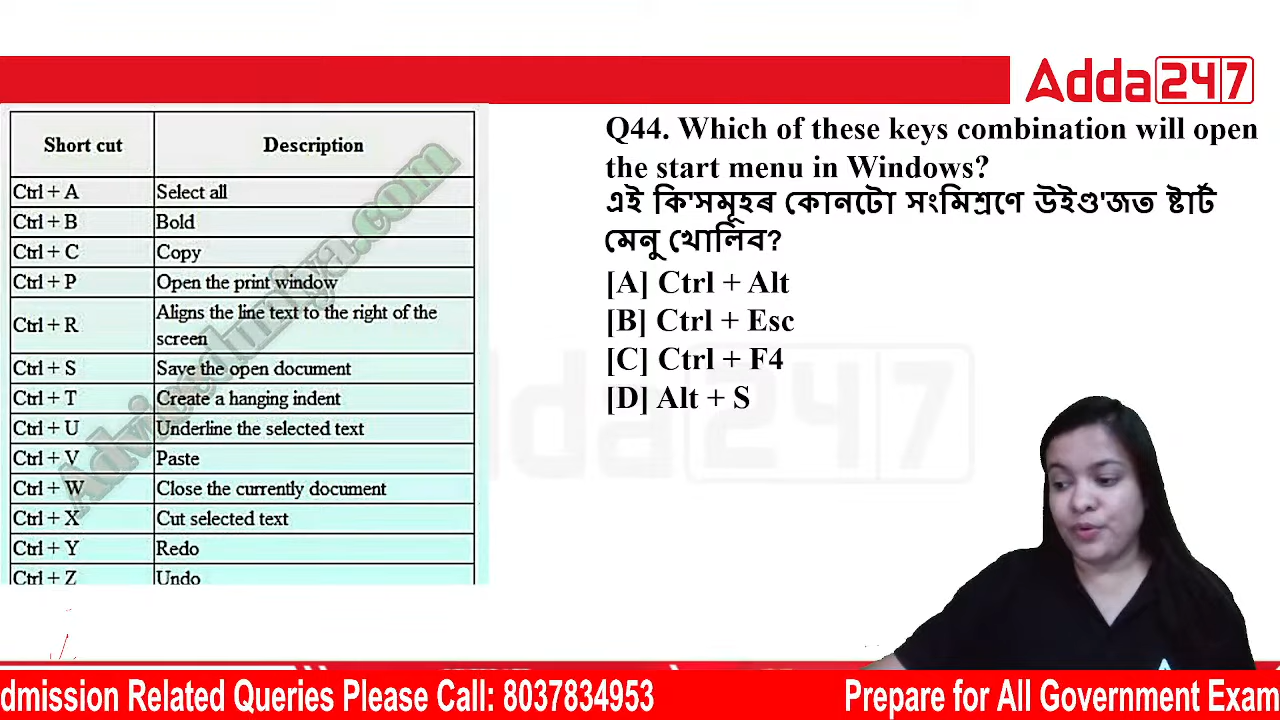 Adda247
Short cut Description
Ctrl + A Select all
Ctrl + B Bold
Ctrl + C Copy
Ctrl + P Open the print window
Ctrl + R Aligns the line text to the right of the
screen
Ctrl + S Save the open document
Ctrl + T Create a hanging indent
Ctrl + U Underline the selected text
Ctrl + V Paste
Ctrl + W Close the currently document
Ctrl + X Cut selected text
Ctrl + Y Redo
Ctrl + Z Undo
Q44. Which of these keys combination will open
the start menu in Windows?
এই কি'সমূহৰ কোনটো সংমিশ্ৰণে উইণ্ড'জত ষ্টাৰ্ট
মেনু খোলিব?
[A] Ctrl + Alt
[B] Ctrl + Esc
[C] Ctrl + F4
[D] Alt + S
Adda247
dmission Related Queries Please Call: 8037834953 Prepare for All Government Exam